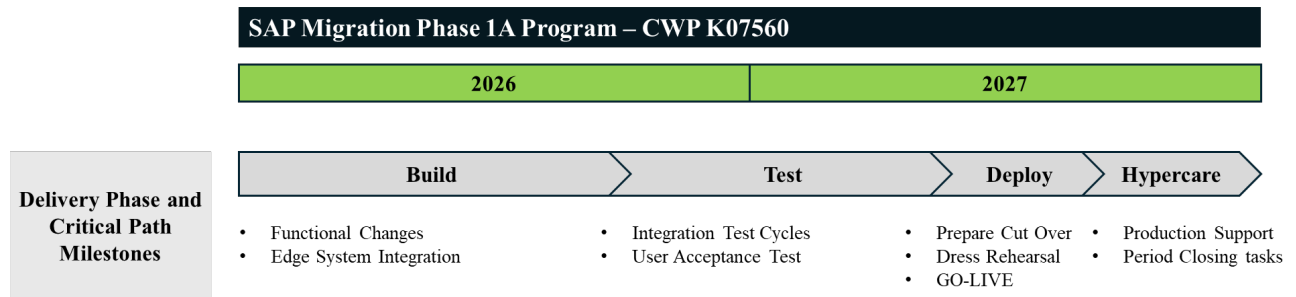 SAP Migration Phase 1A Program – CWP K07560
2026
2027
Delivery Phase and
Critical Path
Milestones
Build
Test
Deploy
Hypercare
• Functional Changes
• Edge System Integration
• Integration Test Cycles
• User Acceptance Test
• Prepare Cut Over
• Dress Rehearsal
• GO-LIVE
• Production Support
• Period Closing tasks